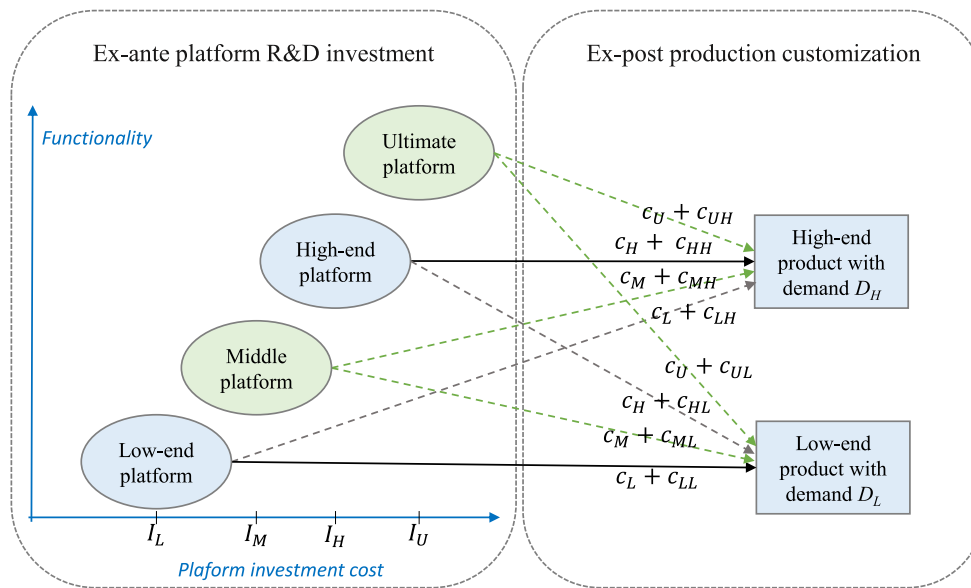 Ex-ante platform R&D investment
Ex-post production customization
Functionality
Ultimate
platform
High-end
platform
Middle
platform
Low-end
platform
c_U + c_UH
c_H + c_HH
c_M + c_MH
c_L + c_LH
c_U + c_UL
c_H + c_HL
c_M + c_ML
c_L + c_LL
High-end
product with
demand D_H
Low-end
product with
demand D_L
I_L
I_M
I_H
I_U
Plaform investment cost